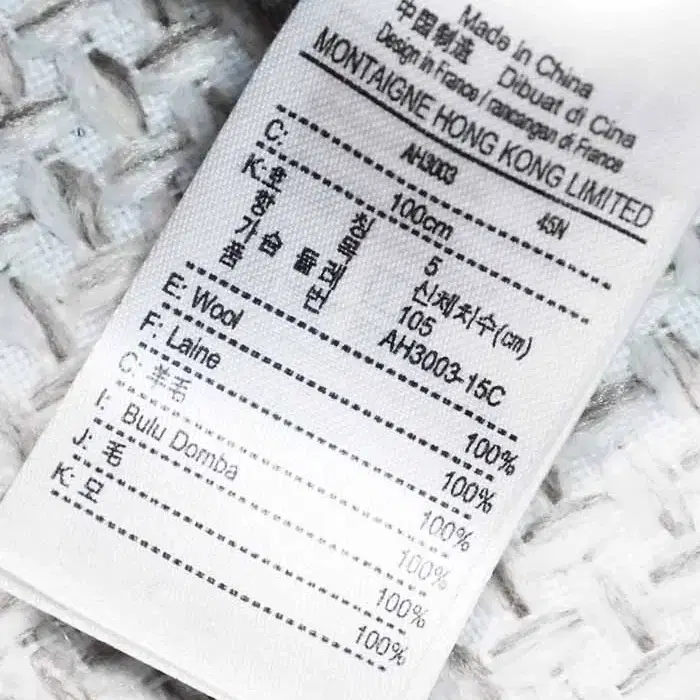 Made in China
中国制造 Dibuat di Cina
Design in France / rancangan di France
MONTAIGNE HONG KONG LIMITED
C: AH3003 45N
100cm
K:호 칭 5
항 목 신체치수(cm)
가슴둘레 105
품 번 AH3003-15C
E: Wool 100%
F: Laine 100%
C: 羊毛 100%
I: Bulu Domba 100%
J: 毛 100%
K: 모 100%